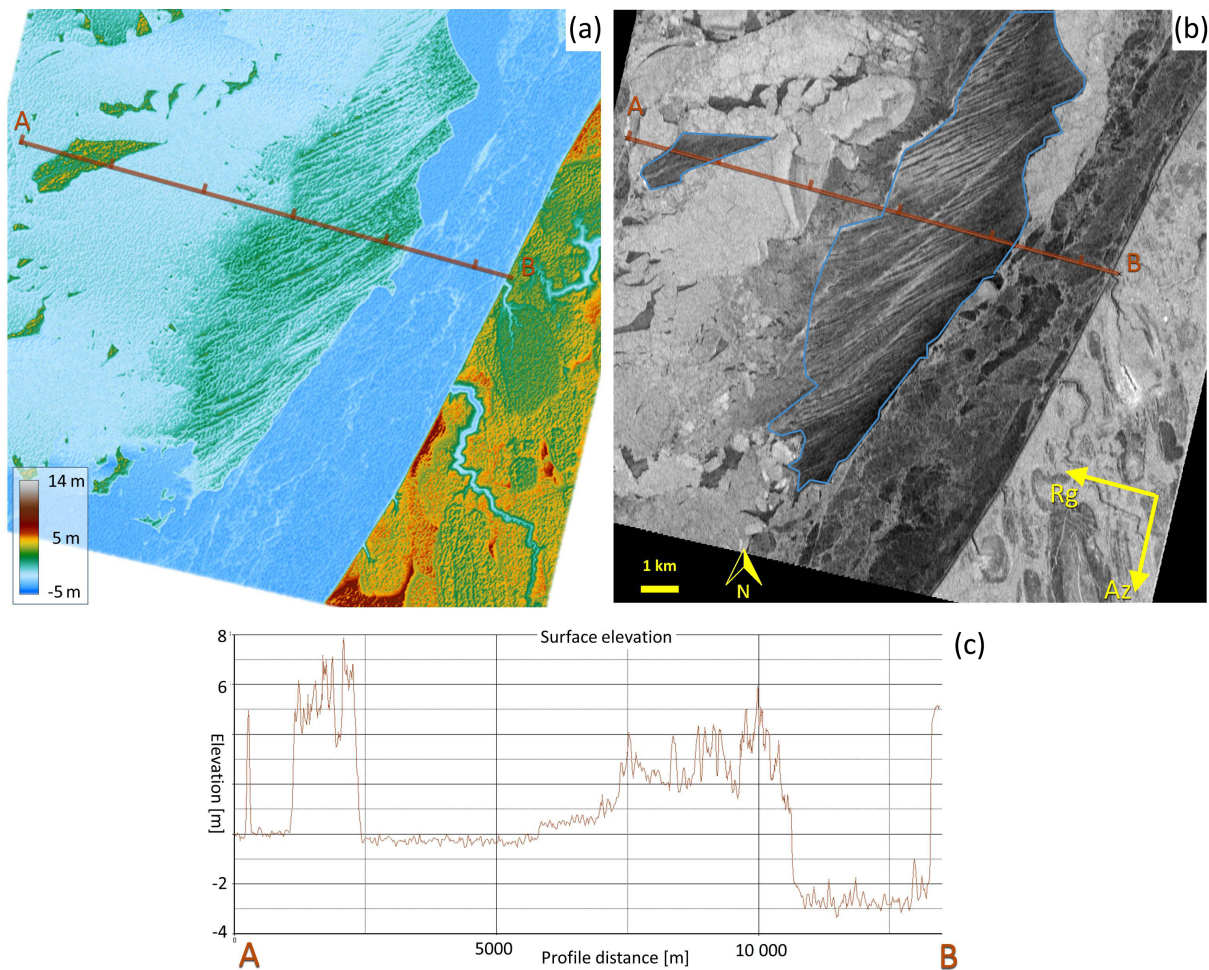 (a)
(b)
A
A
B
B
14 m
5 m
-5 m
Rg
1 km
N
Az
8
Surface elevation
(c)
6
Elevation [m]
-2
-4
0
A
5000
10 000
B
Profile distance [m]